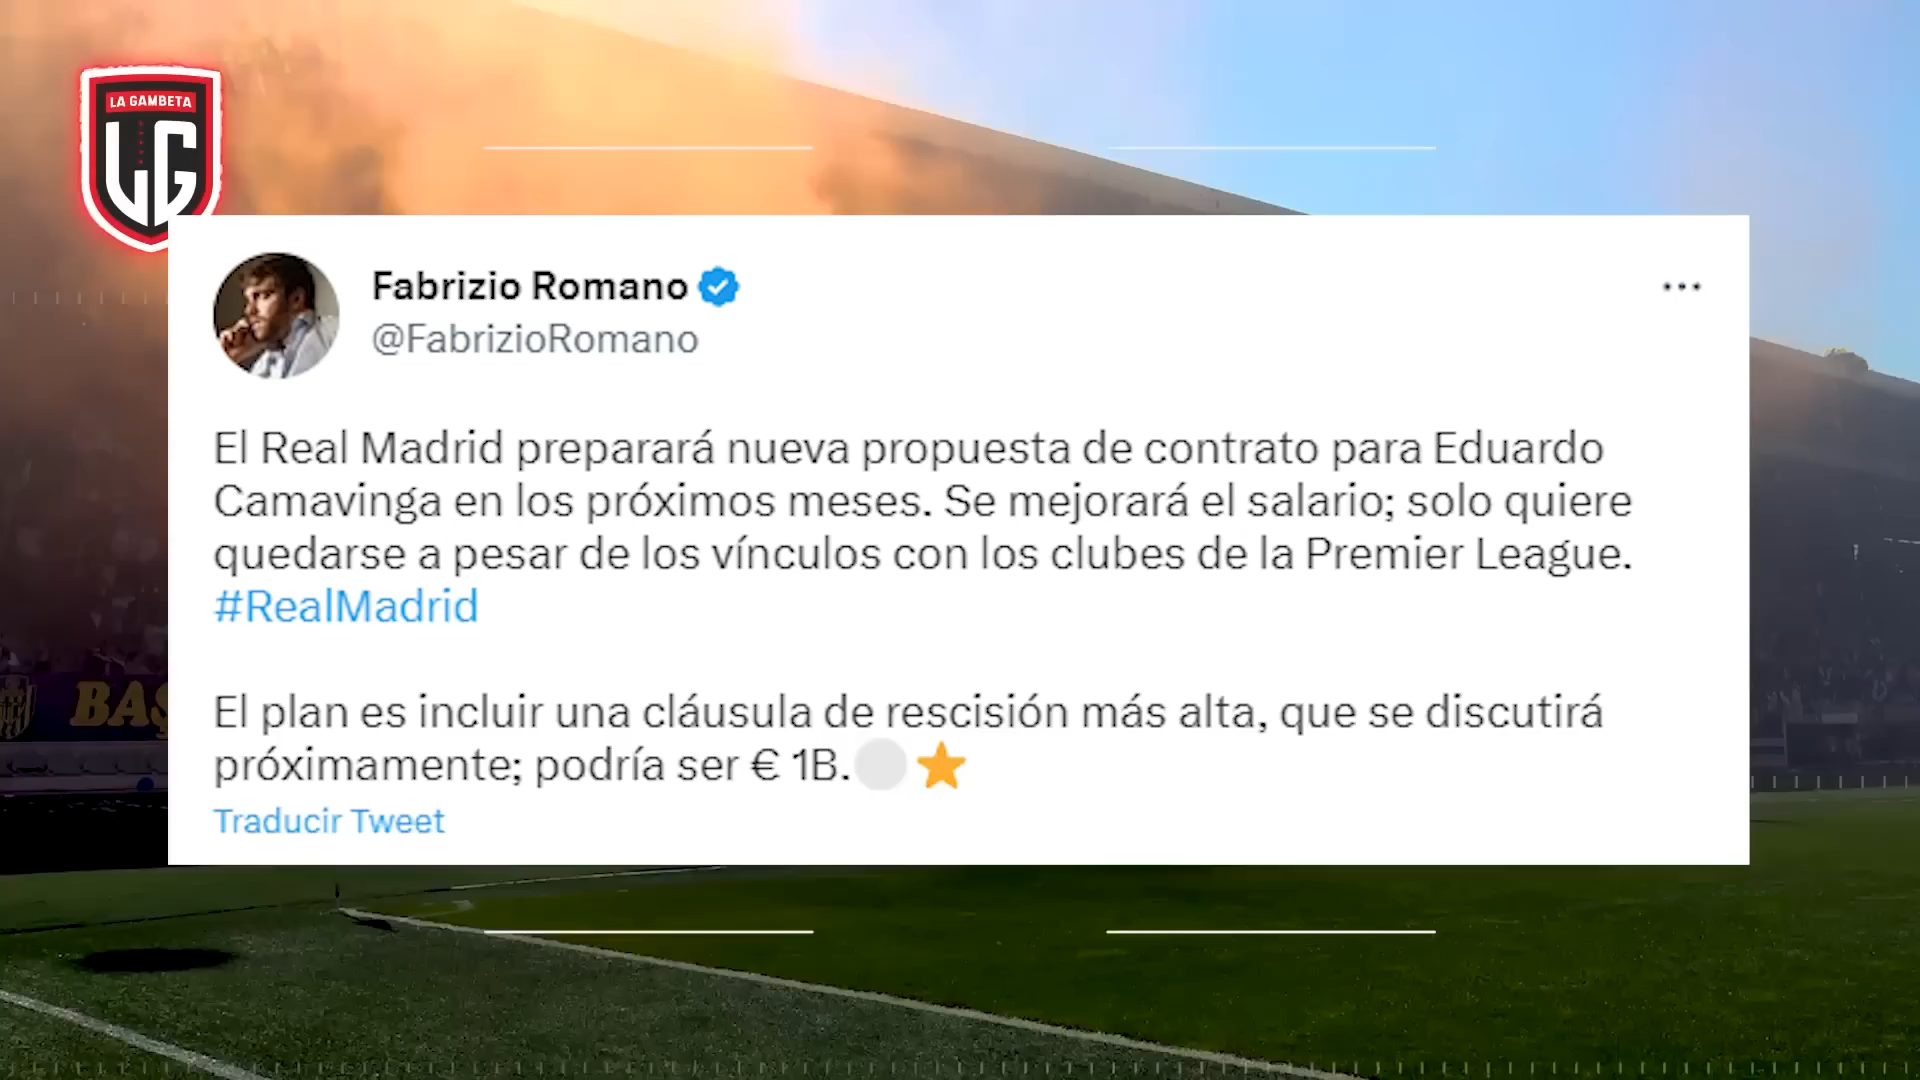 LA GAMBETA
LG
Fabrizio Romano
@FabrizioRomano
El Real Madrid preparará nueva propuesta de contrato para Eduardo
Camavinga en los próximos meses. Se mejorará el salario; solo quiere
quedarse a pesar de los vínculos con los clubes de la Premier League.
#RealMadrid
El plan es incluir una cláusula de rescisión más alta, que se discutirá
próximamente; podría ser € 1B.
Traducir Tweet